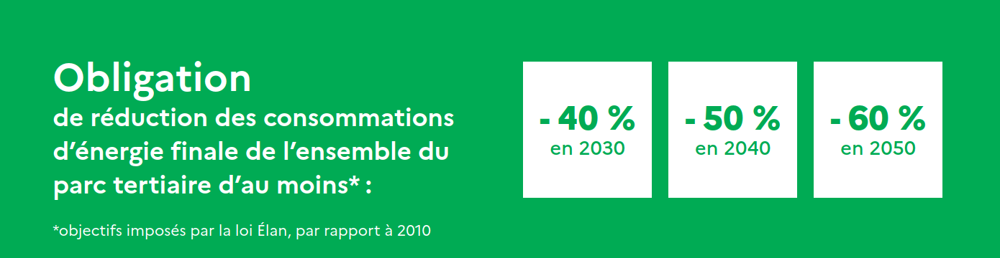 Obligation
de réduction des consommations
d’énergie finale de l’ensemble du
parc tertiaire d’au moins* :
*objectifs imposés par la loi Élan, par rapport à 2010
- 40 %
en 2030
- 50 %
en 2040
- 60 %
en 2050